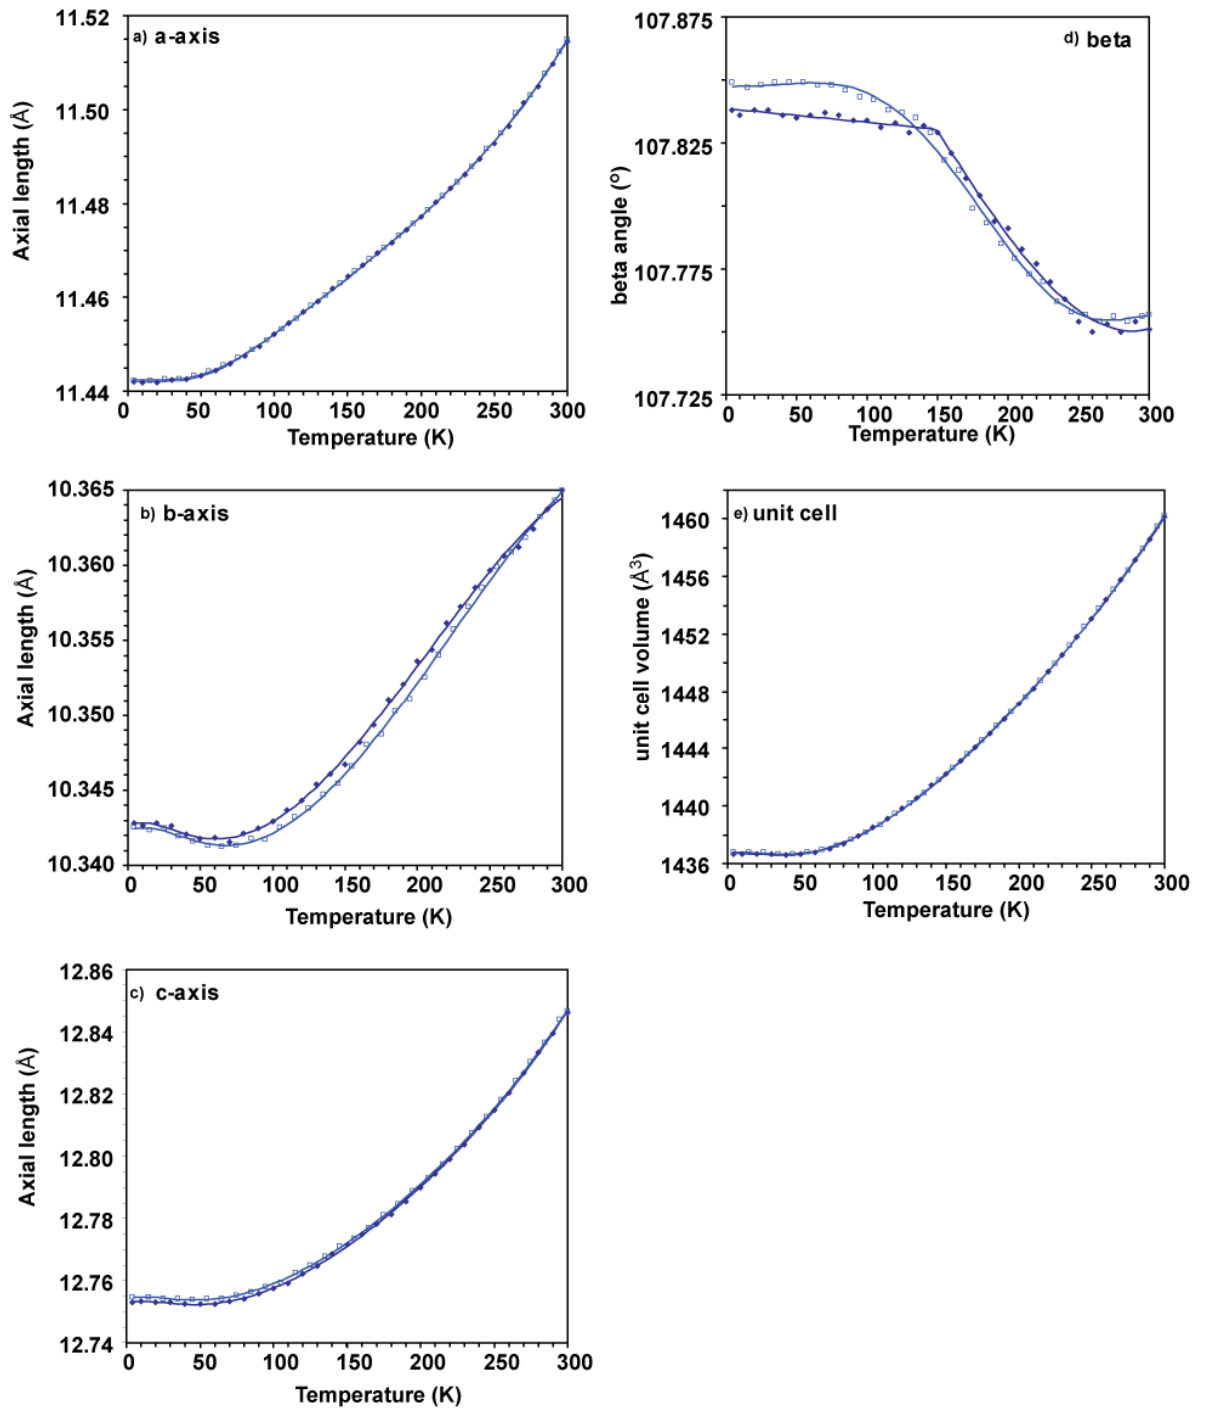 a) a-axis
Axial length (Å)
11.52
11.50
11.48
11.46
11.44
0 50 100 150 200 250 300
Temperature (K)
d) beta
beta angle (°)
107.875
107.825
107.775
107.725
0 50 100 150 200 250 300
Temperature (K)
b) b-axis
Axial length (Å)
10.365
10.360
10.355
10.350
10.345
10.340
0 50 100 150 200 250 300
Temperature (K)
e) unit cell
unit cell volume (Å³)
1460
1456
1452
1448
1444
1440
1436
0 50 100 150 200 250 300
Temperature (K)
c) c-axis
Axial length (Å)
12.86
12.84
12.82
12.80
12.78
12.76
12.74
0 50 100 150 200 250 300
Temperature (K)